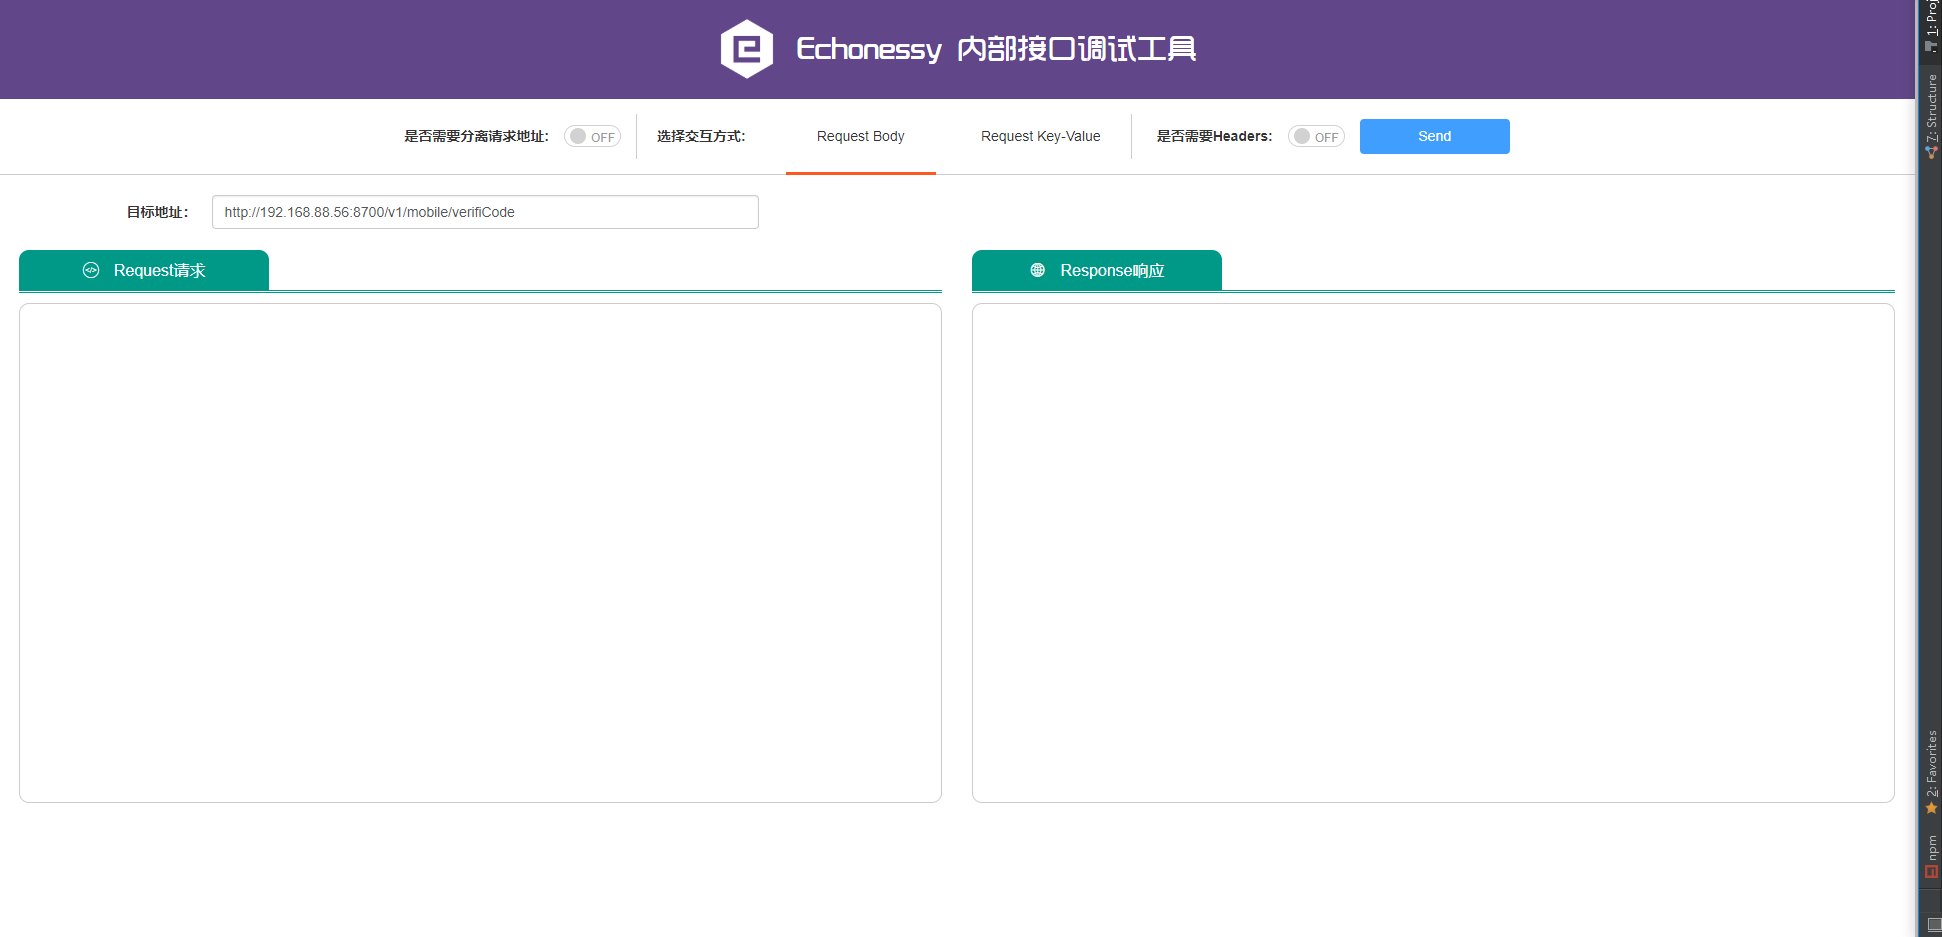 Echonessy 内部接口调试工具
是否需要分离请求地址: OFF 选择交互方式: Request Body Request Key-Value 是否需要Headers: OFF Send
目标地址: http://192.168.88.56:8700/v1/mobile/verifiCode
Request请求 Response响应
1: Proj
7: Structure
2: Favorites
npm